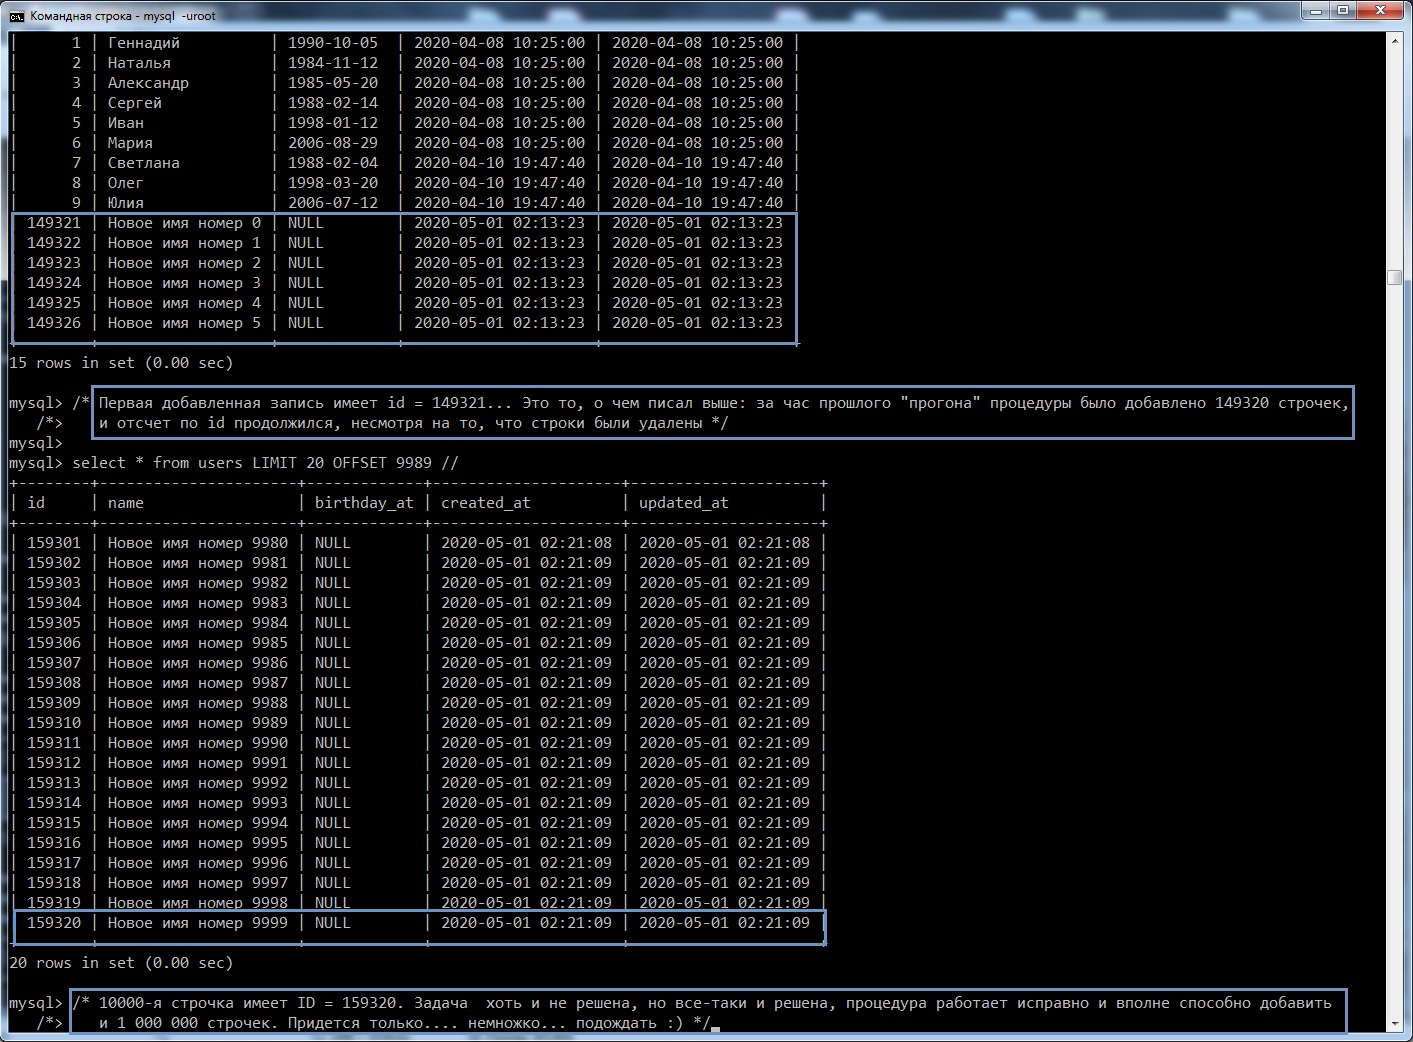 Командная строка - mysql  -uroot
|      1 | Геннадий          | 1990-10-05  | 2020-04-08 10:25:00 | 2020-04-08 10:25:00 |
|      2 | Наталья           | 1984-11-12  | 2020-04-08 10:25:00 | 2020-04-08 10:25:00 |
|      3 | Александр         | 1985-05-20  | 2020-04-08 10:25:00 | 2020-04-08 10:25:00 |
|      4 | Сергей            | 1988-02-14  | 2020-04-08 10:25:00 | 2020-04-08 10:25:00 |
|      5 | Иван              | 1998-01-12  | 2020-04-08 10:25:00 | 2020-04-08 10:25:00 |
|      6 | Мария             | 2006-08-29  | 2020-04-08 10:25:00 | 2020-04-08 10:25:00 |
|      7 | Светлана          | 1988-02-04  | 2020-04-10 19:47:40 | 2020-04-10 19:47:40 |
|      8 | Олег              | 1998-03-20  | 2020-04-10 19:47:40 | 2020-04-10 19:47:40 |
|      9 | Юлия              | 2006-07-12  | 2020-04-10 19:47:40 | 2020-04-10 19:47:40 |
| 149321 | Новое имя номер 0 | NULL        | 2020-05-01 02:13:23 | 2020-05-01 02:13:23
| 149322 | Новое имя номер 1 | NULL        | 2020-05-01 02:13:23 | 2020-05-01 02:13:23
| 149323 | Новое имя номер 2 | NULL        | 2020-05-01 02:13:23 | 2020-05-01 02:13:23
| 149324 | Новое имя номер 3 | NULL        | 2020-05-01 02:13:23 | 2020-05-01 02:13:23
| 149325 | Новое имя номер 4 | NULL        | 2020-05-01 02:13:23 | 2020-05-01 02:13:23
| 149326 | Новое имя номер 5 | NULL        | 2020-05-01 02:13:23 | 2020-05-01 02:13:23
15 rows in set (0.00 sec)
mysql> /* Первая добавленная запись имеет id = 149321... Это то, о чем писал выше: за час прошлого "прогона" процедуры было добавлено 149320 строчек,
   /*>    и отсчет по id продолжился, несмотря на то, что строки были удалены */
mysql>
mysql> select * from users LIMIT 20 OFFSET 9989 //
+--------+----------------------+-------------+---------------------+---------------------+
| id     | name                 | birthday_at | created_at          | updated_at          |
+--------+----------------------+-------------+---------------------+---------------------+
| 159301 | Новое имя номер 9980 | NULL        | 2020-05-01 02:21:08 | 2020-05-01 02:21:08 |
| 159302 | Новое имя номер 9981 | NULL        | 2020-05-01 02:21:09 | 2020-05-01 02:21:09 |
| 159303 | Новое имя номер 9982 | NULL        | 2020-05-01 02:21:09 | 2020-05-01 02:21:09 |
| 159304 | Новое имя номер 9983 | NULL        | 2020-05-01 02:21:09 | 2020-05-01 02:21:09 |
| 159305 | Новое имя номер 9984 | NULL        | 2020-05-01 02:21:09 | 2020-05-01 02:21:09 |
| 159306 | Новое имя номер 9985 | NULL        | 2020-05-01 02:21:09 | 2020-05-01 02:21:09 |
| 159307 | Новое имя номер 9986 | NULL        | 2020-05-01 02:21:09 | 2020-05-01 02:21:09 |
| 159308 | Новое имя номер 9987 | NULL        | 2020-05-01 02:21:09 | 2020-05-01 02:21:09 |
| 159309 | Новое имя номер 9988 | NULL        | 2020-05-01 02:21:09 | 2020-05-01 02:21:09 |
| 159310 | Новое имя номер 9989 | NULL        | 2020-05-01 02:21:09 | 2020-05-01 02:21:09 |
| 159311 | Новое имя номер 9990 | NULL        | 2020-05-01 02:21:09 | 2020-05-01 02:21:09 |
| 159312 | Новое имя номер 9991 | NULL        | 2020-05-01 02:21:09 | 2020-05-01 02:21:09 |
| 159313 | Новое имя номер 9992 | NULL        | 2020-05-01 02:21:09 | 2020-05-01 02:21:09 |
| 159314 | Новое имя номер 9993 | NULL        | 2020-05-01 02:21:09 | 2020-05-01 02:21:09 |
| 159315 | Новое имя номер 9994 | NULL        | 2020-05-01 02:21:09 | 2020-05-01 02:21:09 |
| 159316 | Новое имя номер 9995 | NULL        | 2020-05-01 02:21:09 | 2020-05-01 02:21:09 |
| 159317 | Новое имя номер 9996 | NULL        | 2020-05-01 02:21:09 | 2020-05-01 02:21:09 |
| 159318 | Новое имя номер 9997 | NULL        | 2020-05-01 02:21:09 | 2020-05-01 02:21:09 |
| 159319 | Новое имя номер 9998 | NULL        | 2020-05-01 02:21:09 | 2020-05-01 02:21:09 |
| 159320 | Новое имя номер 9999 | NULL        | 2020-05-01 02:21:09 | 2020-05-01 02:21:09 |
20 rows in set (0.00 sec)
mysql> /* 10000-я строчка имеет ID = 159320. Задача  хоть и не решена, но все-таки и решена, процедура работает исправно и вполне способно добавить
   /*>    и 1 000 000 строчек. Придется только.... немножко... подождать :) */